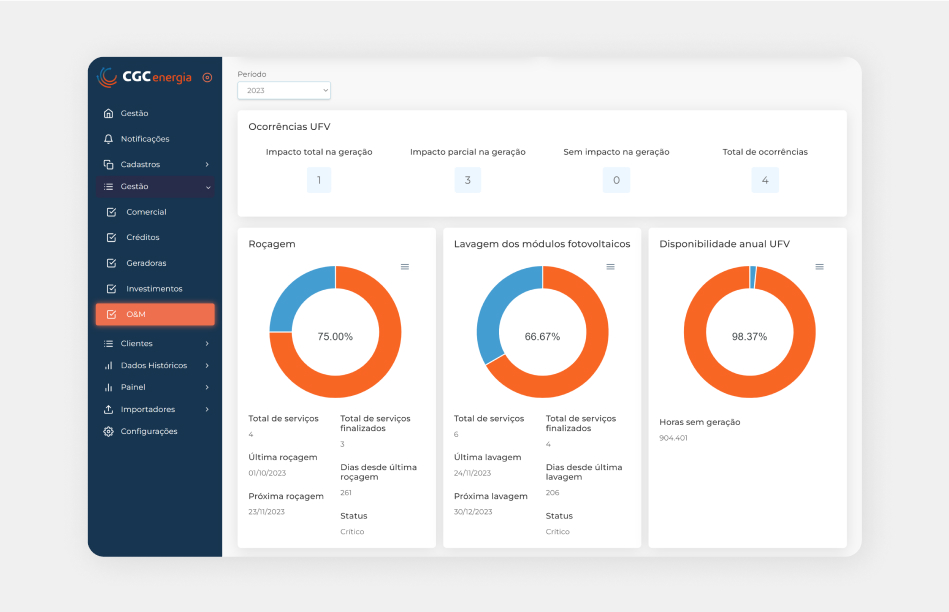 CGC energia
Gestão
Notificações
Cadastros
Gestão
Comercial
Créditos
Geradoras
Investimentos
O&M
Clientes
Dados Históricos
Painel
Importadores
Configurações
Período
2023
Ocorrências UFV
Impacto total na geração
1
Impacto parcial na geração
3
Sem impacto na geração
0
Total de ocorrências
4
Roçagem
75.00%
Total de serviços
4
Última roçagem
01/10/2023
Próxima roçagem
23/11/2023
Total de serviços
finalizados
3
Dias desde última
roçagem
261
Status
Crítico
Lavagem dos módulos fotovoltaicos
66.67%
Total de serviços
6
Última lavagem
24/11/2023
Próxima lavagem
30/12/2023
Total de serviços
finalizados
4
Dias desde última
lavagem
206
Status
Crítico
Disponibilidade anual UFV
98.37%
Horas sem geração
904.401